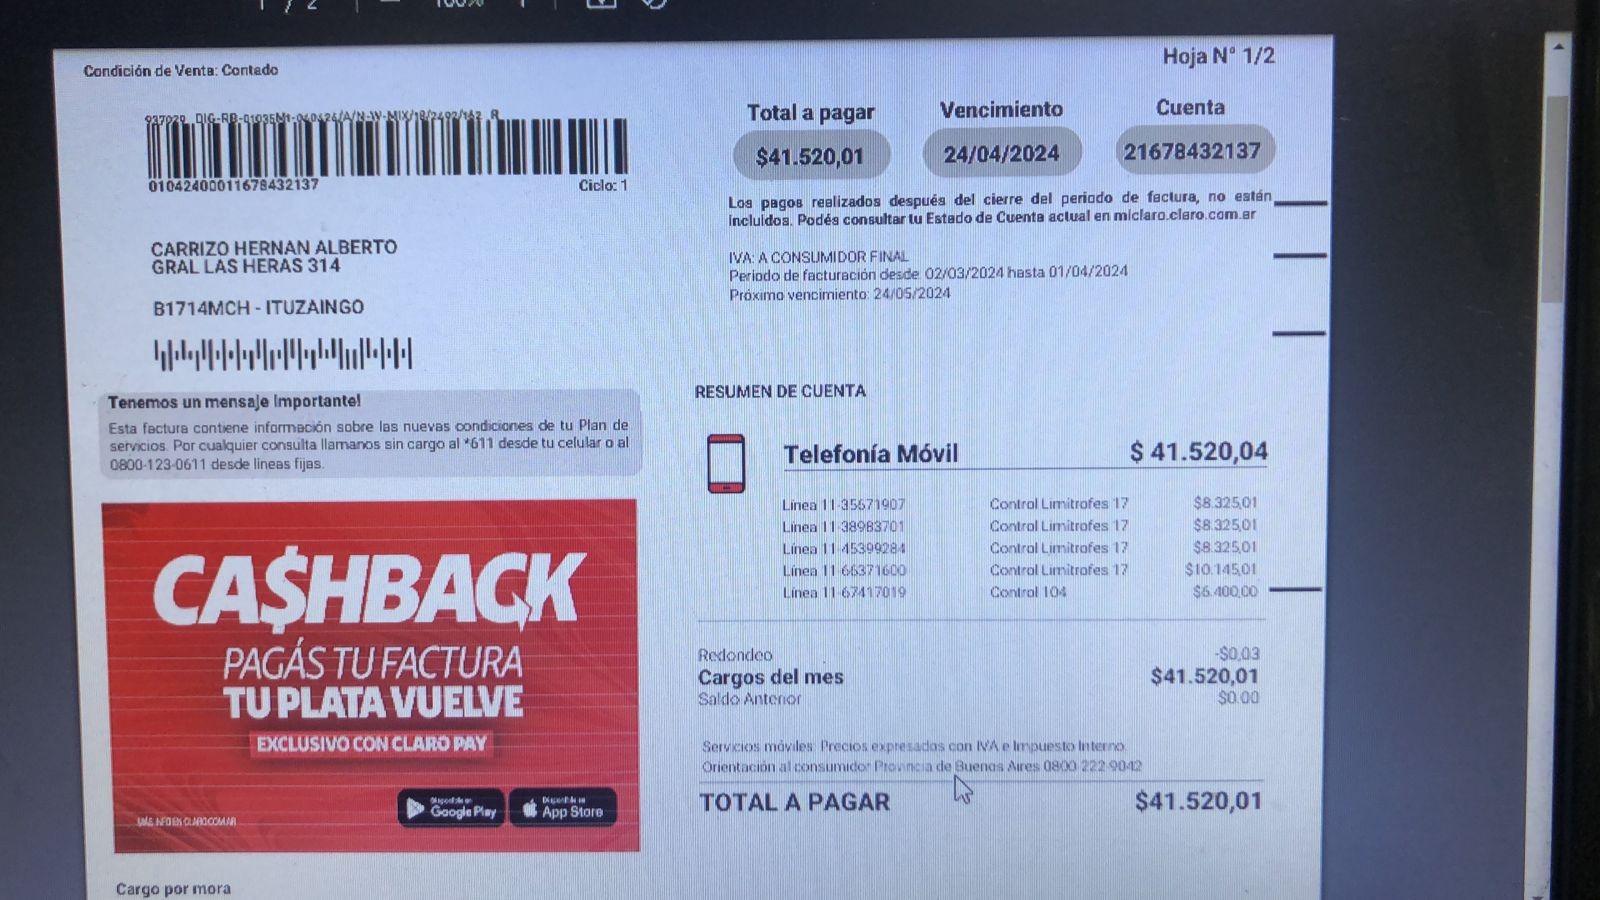 Hoja N° 1/2
Condición de Venta: Contado
Total a pagar
Vencimiento
Cuenta
$41.520,01
24/04/2024
21678432137
01042400011678432137
Ciclo: 1
Los pagos realizados después del cierre del periodo de factura, no están
incluidos. Podés consultar tu Estado de Cuenta actual en miclaro.claro.com.ar
CARRIZO HERNAN ALBERTO
GRAL LAS HERAS 314
B1714MCH - ITUZAINGO
IVA: A CONSUMIDOR FINAL
Periodo de facturación desde 02/03/2024 hasta 01/04/2024
Próximo vencimiento: 24/05/2024
Tenemos un mensaje Importante!
Esta factura contiene información sobre las nuevas condiciones de tu Plan de
servicios. Por cualquier consulta llamanos sin cargo al *611 desde tu celular o al
0800-123-0611 desde líneas fijas.
RESUMEN DE CUENTA
Telefonía Móvil $ 41.520,04
Línea 11-35671907 Control Limitrofes 17 $8.325,01
Línea 11-38983701 Control Limitrofes 17 $8.325,01
Línea 11-45399284 Control Limitrofes 17 $8.325,01
Línea 11-66371600 Control Limitrofes 17 $10.145,01
Línea 11-67417019 Control 104 $6.400,00
Redondeo -$0,03
Cargos del mes $41.520,01
Saldo Anterior $0.00
Servicios móviles: Precios expresados con IVA e Impuesto Interno.
Orientación al consumidor Provincia de Buenos Aires 0800 222 9042
TOTAL A PAGAR $41.520,01
CA$HBACK
PAGÁS TU FACTURA
TU PLATA VUELVE
EXCLUSIVO CON CLARO PAY
Disponible en
Google Play
Disponible en
App Store
MÁS INFO EN CLARO.COM.AR
Cargo por mora